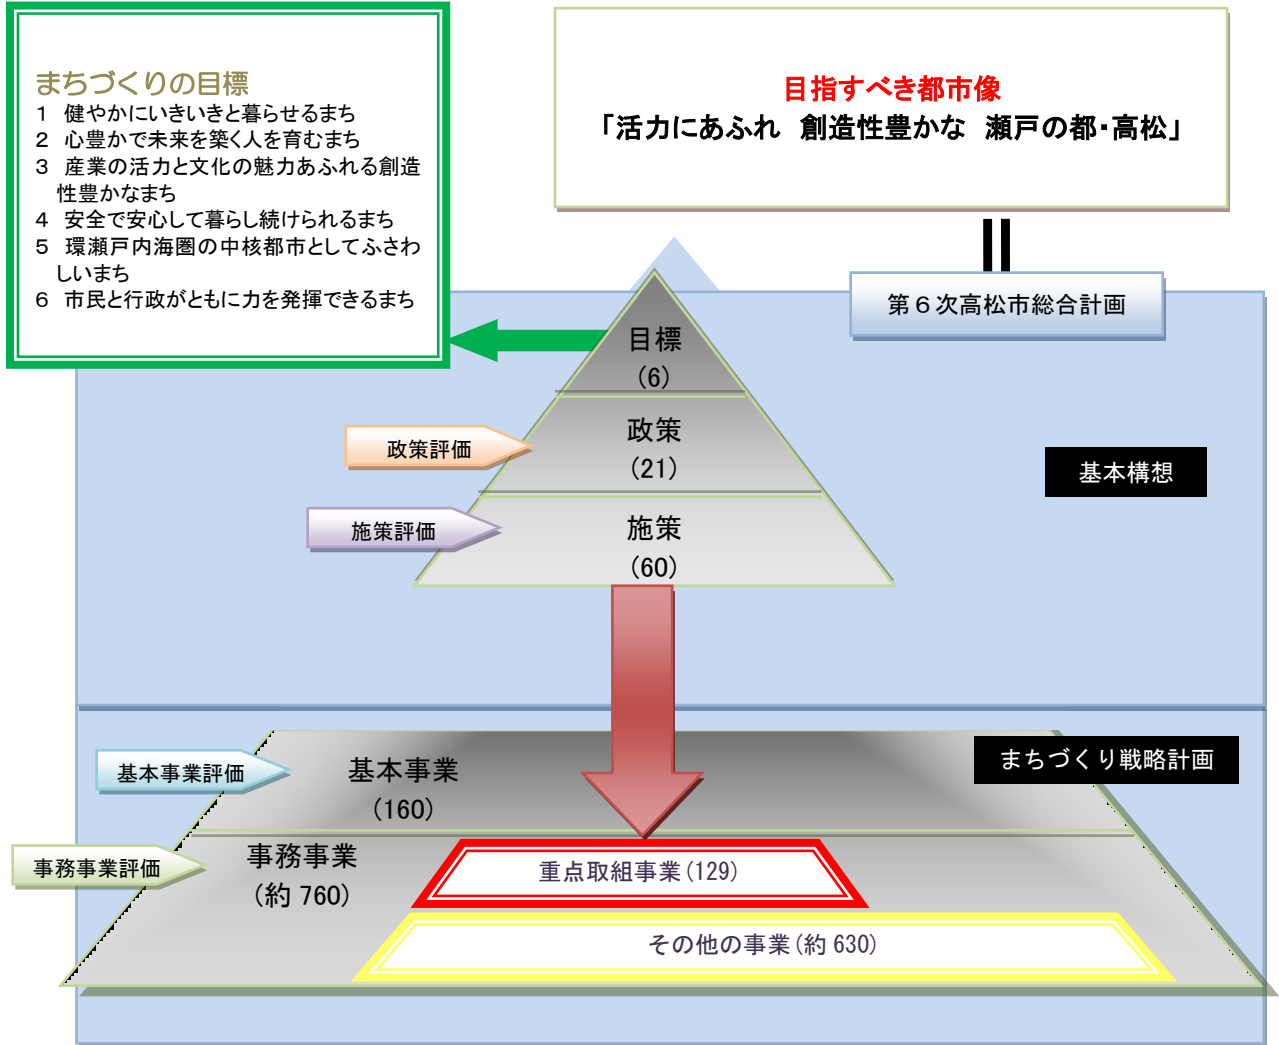 まちづくりの目標
1 健やかにいきいきと暮らせるまち
2 心豊かで未来を築く人を育むまち
3 産業の活力と文化の魅力あふれる創造
性豊かなまち
4 安全で安心して暮らし続けられるまち
5 環瀬戸内海圏の中核都市としてふさわ
しいまち
6 市民と行政がともに力を発揮できるまち
目指すべき都市像
「活力にあふれ 創造性豊かな 瀬戸の都・高松」
第6次高松市総合計画
目標
(6)
政策
(21)
施策
(60)
政策評価
施策評価
基本構想
まちづくり戦略計画
基本事業評価
基本事業
(160)
事務事業評価
事務事業
(約 760)
重点取組事業(129)
その他の事業(約 630)